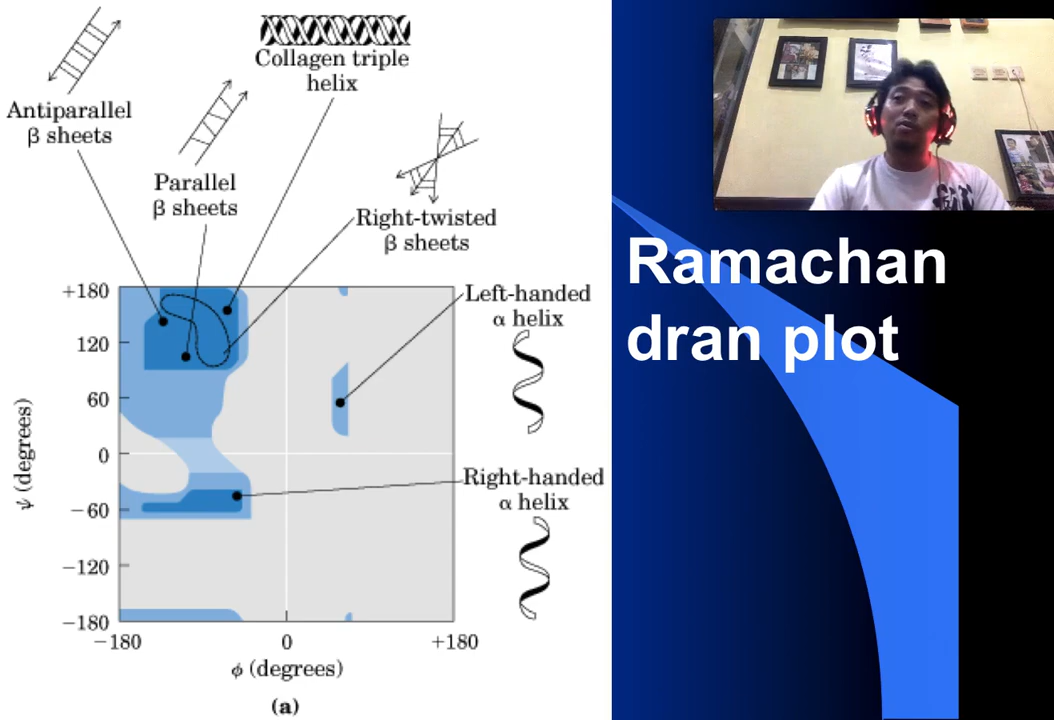 Collagen triple
helix
Antiparallel
β sheets
Parallel
β sheets
Right-twisted
β sheets
Left-handed
α helix
Right-handed
α helix
+180
120
60
0
−60
−120
−180
ψ (degrees)
−180
0
+180
ϕ (degrees)
(a)
Ramachan
dran plot